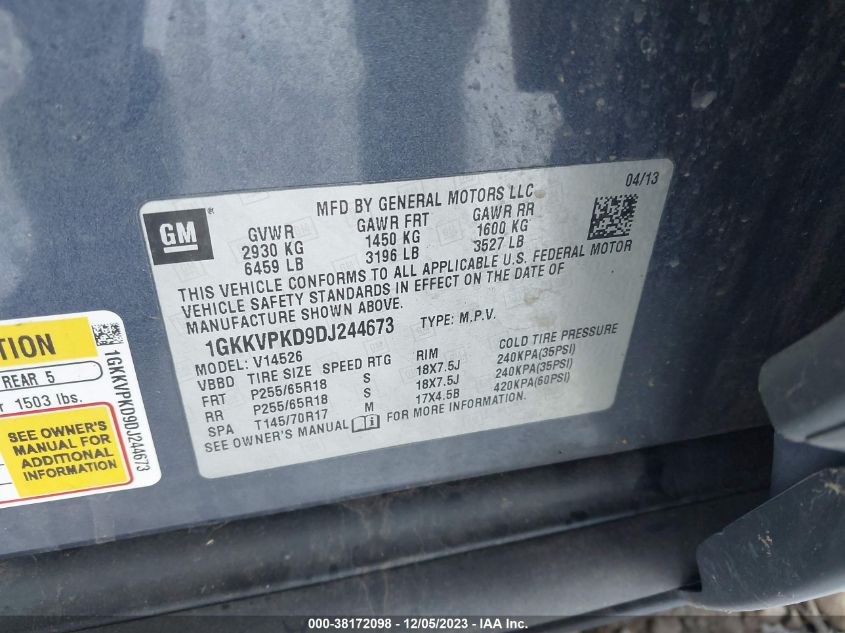 MFD BY GENERAL MOTORS LLC
04/13
GM
®
GVWR GAWR FRT GAWR RR
2930 KG 1450 KG 1600 KG
6459 LB 3196 LB 3527 LB
THIS VEHICLE CONFORMS TO ALL APPLICABLE U.S. FEDERAL MOTOR
VEHICLE SAFETY STANDARDS IN EFFECT ON THE DATE OF
MANUFACTURE SHOWN ABOVE.
1GKKVPKD9DJ244673 TYPE: M.P.V.
MODEL: V14526
VBBD TIRE SIZE SPEED RTG RIM COLD TIRE PRESSURE
FRT P255/65R18 S 18X7.5J 240KPA(35PSI)
RR P255/65R18 S 18X7.5J 240KPA(35PSI)
SPA T145/70R17 M 17X4.5B 420KPA(60PSI)
SEE OWNER'S MANUAL FOR MORE INFORMATION.
TION
REAR 5
1503 lbs.
SEE OWNER'S
MANUAL FOR
ADDITIONAL
INFORMATION
1GKKVPKD9DJ244673
000-38172098 - 12/05/2023 - IAA Inc.